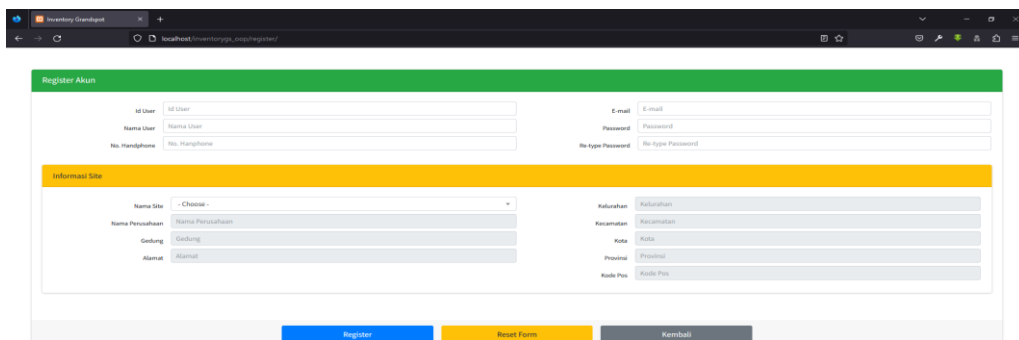 Inventory Grandspot
localhost/inventorygs_oop/register/
Register Akun
Id User Id User
Nama User Nama User
No. Handphone No. Hanphone
E-mail E-mail
Password Password
Re-type Password Re-type Password
Informasi Site
Nama Site - Choose -
Nama Perusahaan Nama Perusahaan
Gedung Gedung
Alamat Alamat
Kelurahan Kelurahan
Kecamatan Kecamatan
Kota Kota
Provinsi Provinsi
Kode Pos Kode Pos
Register Reset Form Kembali